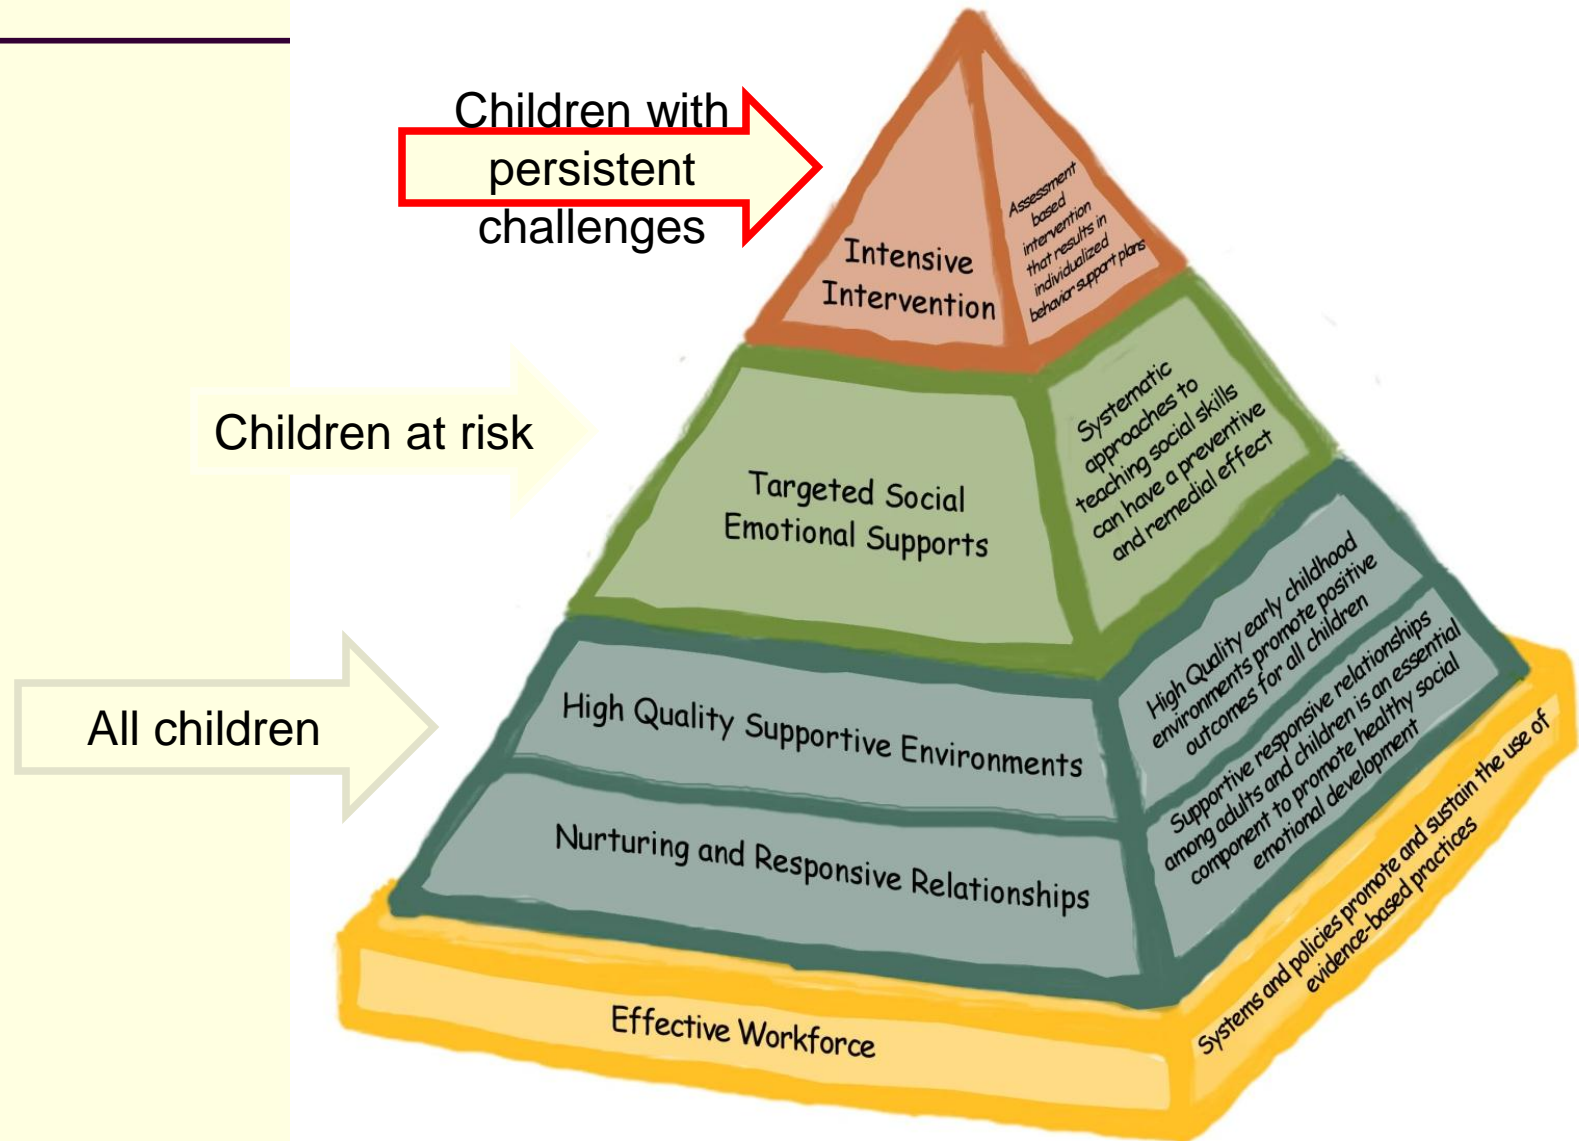 Children with
persistent
challenges
Intensive
Intervention
Assessment
based
intervention
that results in
individualized
behavior support plans
Children at risk
Targeted Social
Emotional Supports
Systematic
approaches to
teaching social skills
can have a preventive
and remedial effect
All children
High Quality Supportive Environments
High Quality early childhood
environments promote positive
outcomes for all children
Nurturing and Responsive Relationships
Supportive responsive relationships
among adults and children is an essential
component to promote healthy social
emotional development
Effective Workforce
Systems and policies promote and sustain the use of
evidence-based practices